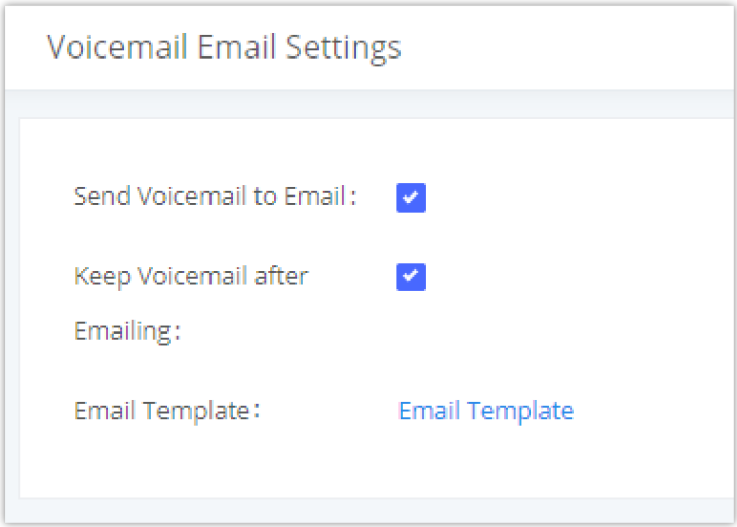 Voicemail Email Settings
Send Voicemail to Email:
Keep Voicemail after
Emailing:
Email Template: Email Template